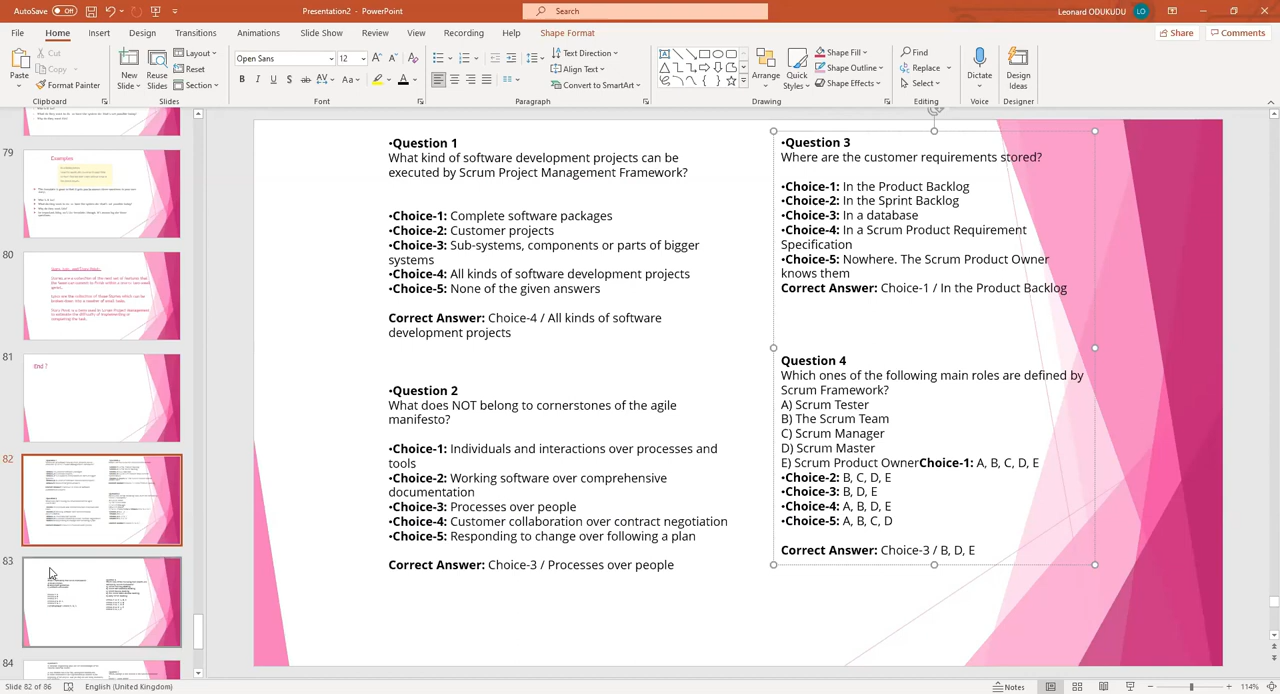 AutoSave Off
Presentation2 - PowerPoint
Search
Leonard ODUKUDU
LO
File Home Insert Design Transitions Animations Slide Show Review View Recording Help Shape Format
Share Comments
Paste
Cut
Copy
Format Painter
Clipboard
New Slide
Reuse Slides
Layout
Reset
Section
Slides
Open Sans 12
Font
Text Direction
Align Text
Convert to SmartArt
Paragraph
Arrange
Quick Styles
Shape Fill
Shape Outline
Shape Effects
Drawing
Find
Replace
Select
Editing
Dictate
Voice
Design Ideas
Designer
79
Examples
80
81
End ?
82
83
84
•Question 1
What kind of software development projects can be
executed by Scrum Project Management Framework?
•Choice-1: Complete software packages
•Choice-2: Customer projects
•Choice-3: Sub-systems, components or parts of bigger
systems
•Choice-4: All kinds of software development projects
•Choice-5: None of the given answers
Correct Answer: Choice-4 / All kinds of software
development projects
•Question 2
What does NOT belong to cornerstones of the agile
manifesto?
•Choice-1: Individuals and interactions over processes and
tools
•Choice-2: Working software over comprehensive
documentation
•Choice-3: Processes over people
•Choice-4: Customer collaboration over contract negotiation
•Choice-5: Responding to change over following a plan
Correct Answer: Choice-3 / Processes over people
•Question 3
Where are the customer requirements stored?
•Choice-1: In the Product Backlog
•Choice-2: In the Sprint Backlog
•Choice-3: In a database
•Choice-4: In a Scrum Product Requirement
Specification
•Choice-5: Nowhere. The Scrum Product Owner
Correct Answer: Choice-1 / In the Product Backlog
Question 4
Which ones of the following main roles are defined by
Scrum Framework?
A) Scrum Tester
B) The Scrum Team
C) Scrum Manager
D) Scrum Master
E) Scrum Product OwnerChoice-1: A, B, C, D, E
•Choice-2: B, C, D, E
•Choice-3: B, D, E
•Choice-4: A, B, D, E
•Choice-5: A, B, C, D
Correct Answer: Choice-3 / B, D, E
Slide 82 of 86
English (United Kingdom)
Notes
114%